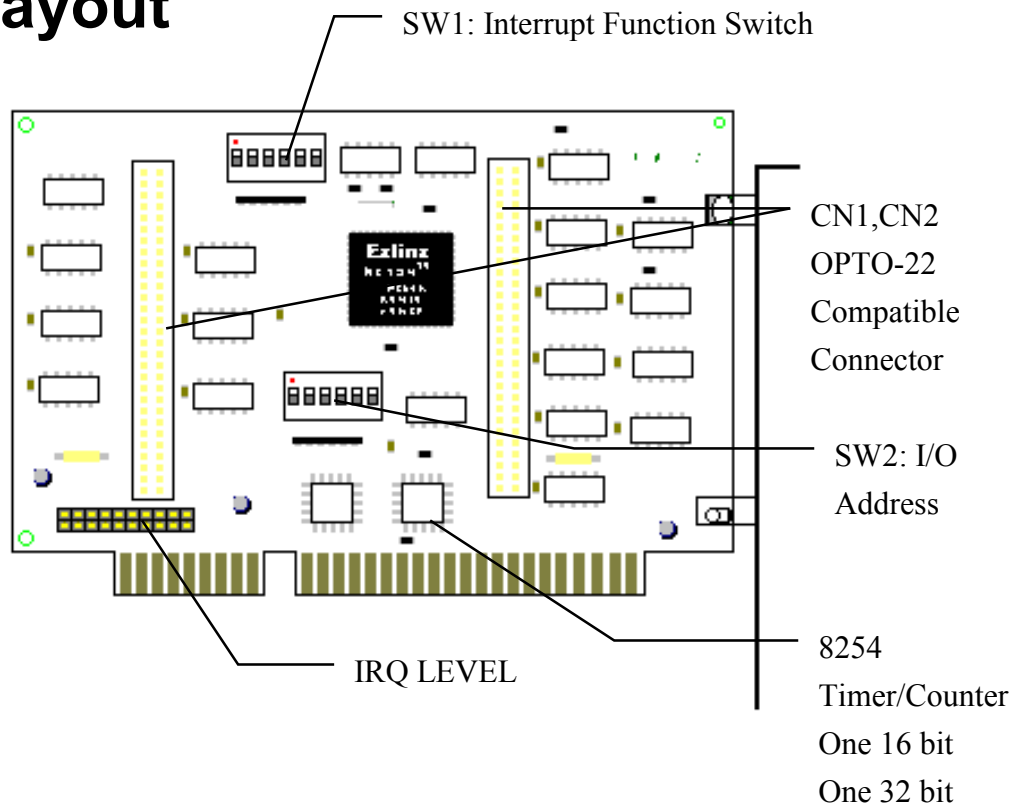 ayout
SW1: Interrupt Function Switch
CN1,CN2
OPTO-22
Compatible
Connector
SW2: I/O
Address
8254
Timer/Counter
One 16 bit
One 32 bit
IRQ LEVEL